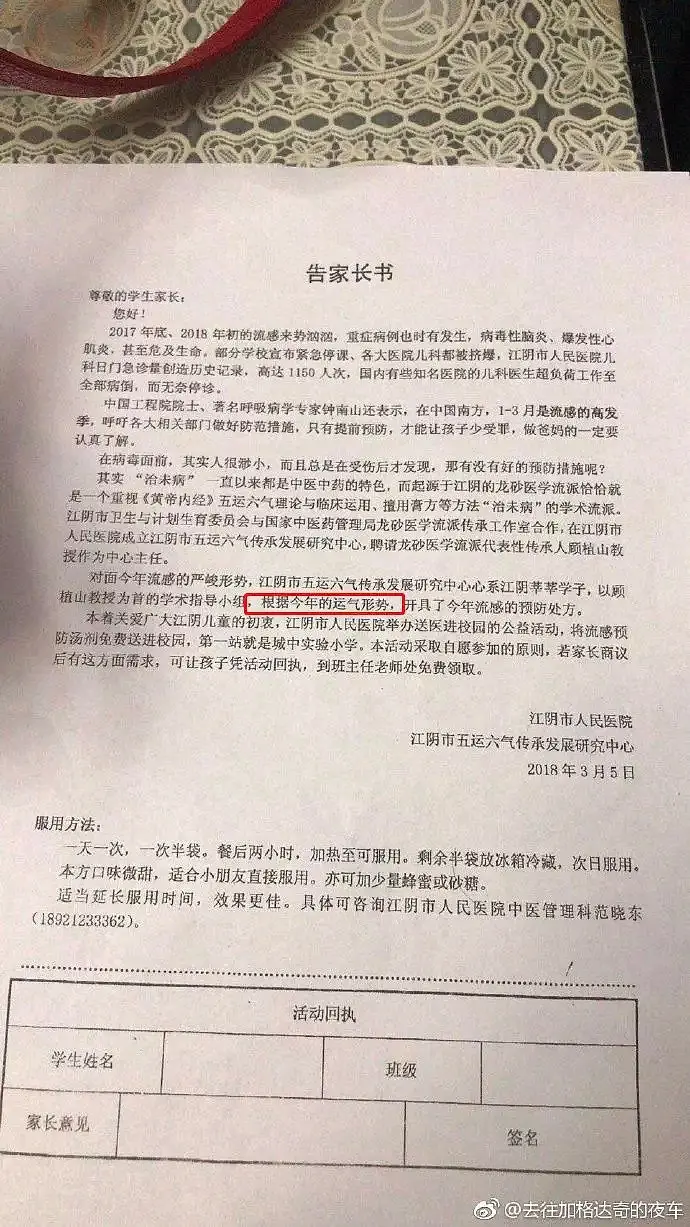 告家长书
尊敬的学生家长：
您好！
2017 年底、2018 年初的流感来势汹汹，重症病例也时有发生，病毒性脑炎、爆发性心
肌炎，甚至危及生命。部分学校宣布紧急停课、各大医院儿科都被挤爆，江阴市人民医院儿
科日门急诊量创造历史记录，高达 1150 人次，国内有些知名医院的儿科医生超负荷工作至
全部病倒，而无奈停诊。
中国工程院院士、著名呼吸病学专家钟南山还表示，在中国南方，1-3 月是流感的高发
季，呼吁各大相关部门做好防范措施，只有提前预防，才能让孩子少受罪，做爸妈的一定要
认真了解。
在病毒面前，其实人很渺小，而且总是在受伤后才发现，那有没有好的预防措施呢？
其实 “治未病” 一直以来都是中医中药的特色，而起源于江阴的龙砂医学流派恰恰就
是一个重视《黄帝内经》五运六气理论与临床运用、擅用膏方等方法“治未病”的学术流派。
江阴市卫生与计划生育委员会与国家中医药管理局龙砂医学流派传承工作室合作，在江阴市
人民医院成立江阴市五运六气传承发展研究中心，聘请龙砂医学流派代表性传承人顾植山教
授作为中心主任。
对面今年流感的严峻形势，江阴市五运六气传承发展研究中心心系江阴莘莘学子，以顾
植山教授为首的学术指导小组，根据今年的运气形势，开具了今年流感的预防处方。
本着关爱广大江阴儿童的初衷，江阴市人民医院举办送医进校园的公益活动，将流感预
防汤剂免费送进校园，第一站就是城中实验小学。本活动采取自愿参加的原则，若家长商议
后有这方面需求，可让孩子凭活动回执，到班主任老师处免费领取。
江阴市人民医院
江阴市五运六气传承发展研究中心
2018 年 3 月 5 日
服用方法：
一天一次，一次半袋。餐后两小时，加热至可服用。剩余半袋放冰箱冷藏，次日服用。
本方口味微甜，适合小朋友直接服用。亦可加少量蜂蜜或砂糖。
适当延长服用时间，效果更佳。具体可咨询江阴市人民医院中医管理科范晓东
（18921233362）。
活动回执
学生姓名 班级
家长意见 签名
@去往加格达奇的夜车